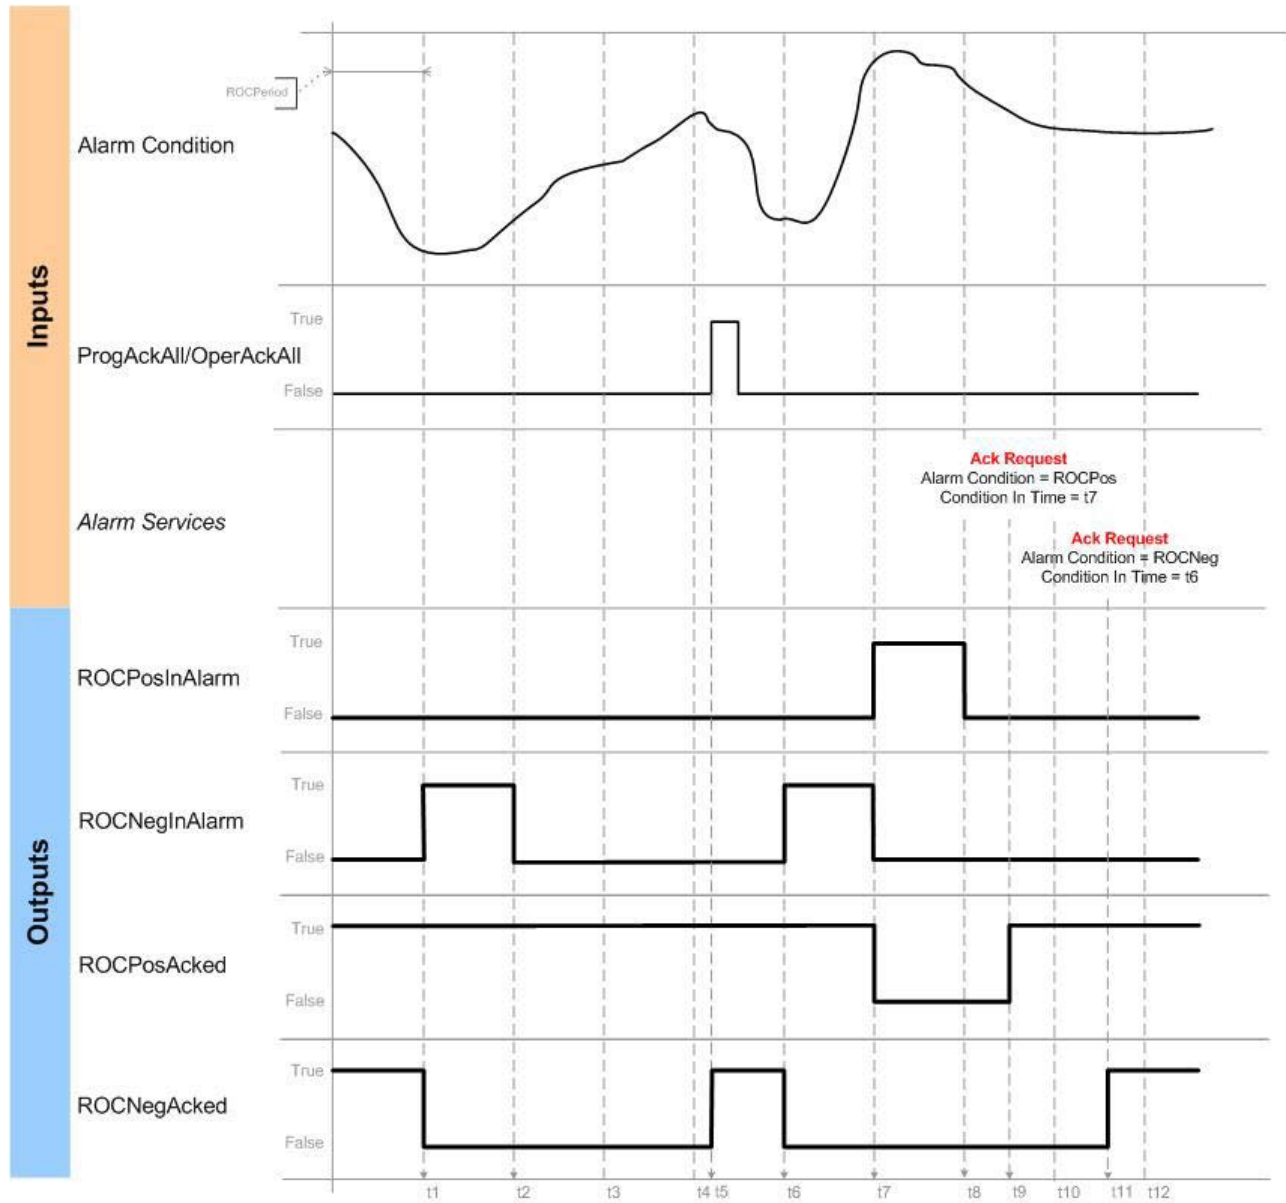 Inputs
ROCPeriod
Alarm Condition
True
ProgAckAll/OperAckAll
False
Ack Request
Alarm Condition = ROCPos
Condition In Time = t7
Alarm Services
Ack Request
Alarm Condition = ROCNeg
Condition In Time = t6
Outputs
True
ROCPosInAlarm
False
True
ROCNegInAlarm
False
True
ROCPosAcked
False
True
ROCNegAcked
False
t1 t2 t3 t4 t5 t6 t7 t8 t9 t10 t11 t12